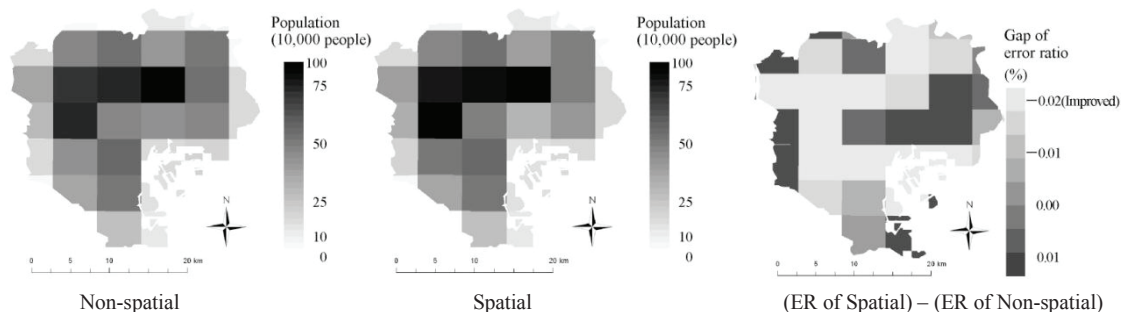 Population
(10,000 people)
100
75
50
25
10
0
N
0 5 10 20 km
Non-spatial
Population
(10,000 people)
100
75
50
25
10
0
N
0 5 10 20 km
Spatial
Gap of
error ratio
(%)
-0.02(Improved)
-0.01
0.00
0.01
N
0 5 10 20 km
(ER of Spatial) – (ER of Non-spatial)